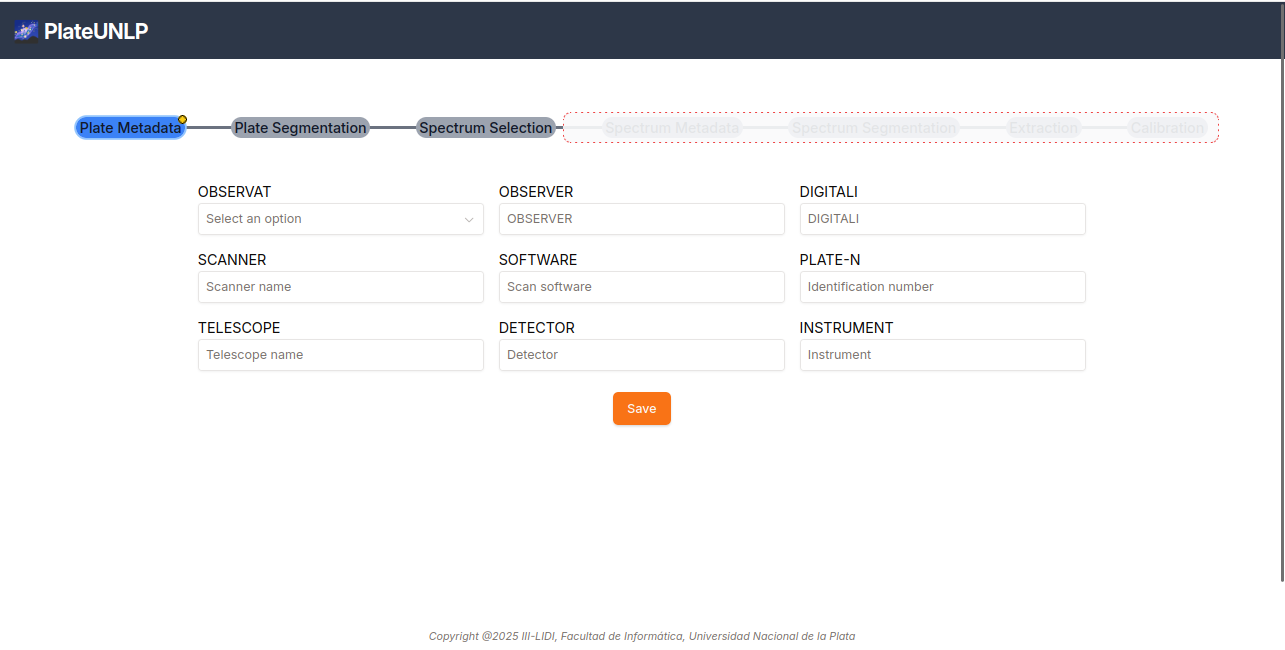 PlateUNLP
Plate Metadata Plate Segmentation Spectrum Selection Spectrum Metadata Spectrum Segmentation Extraction Calibration
OBSERVAT OBSERVER DIGITALI
Select an option OBSERVER DIGITALI
SCANNER SOFTWARE PLATE-N
Scanner name Scan software Identification number
TELESCOPE DETECTOR INSTRUMENT
Telescope name Detector Instrument
Save
Copyright @2025 III-LIDI, Facultad de Informática, Universidad Nacional de la Plata